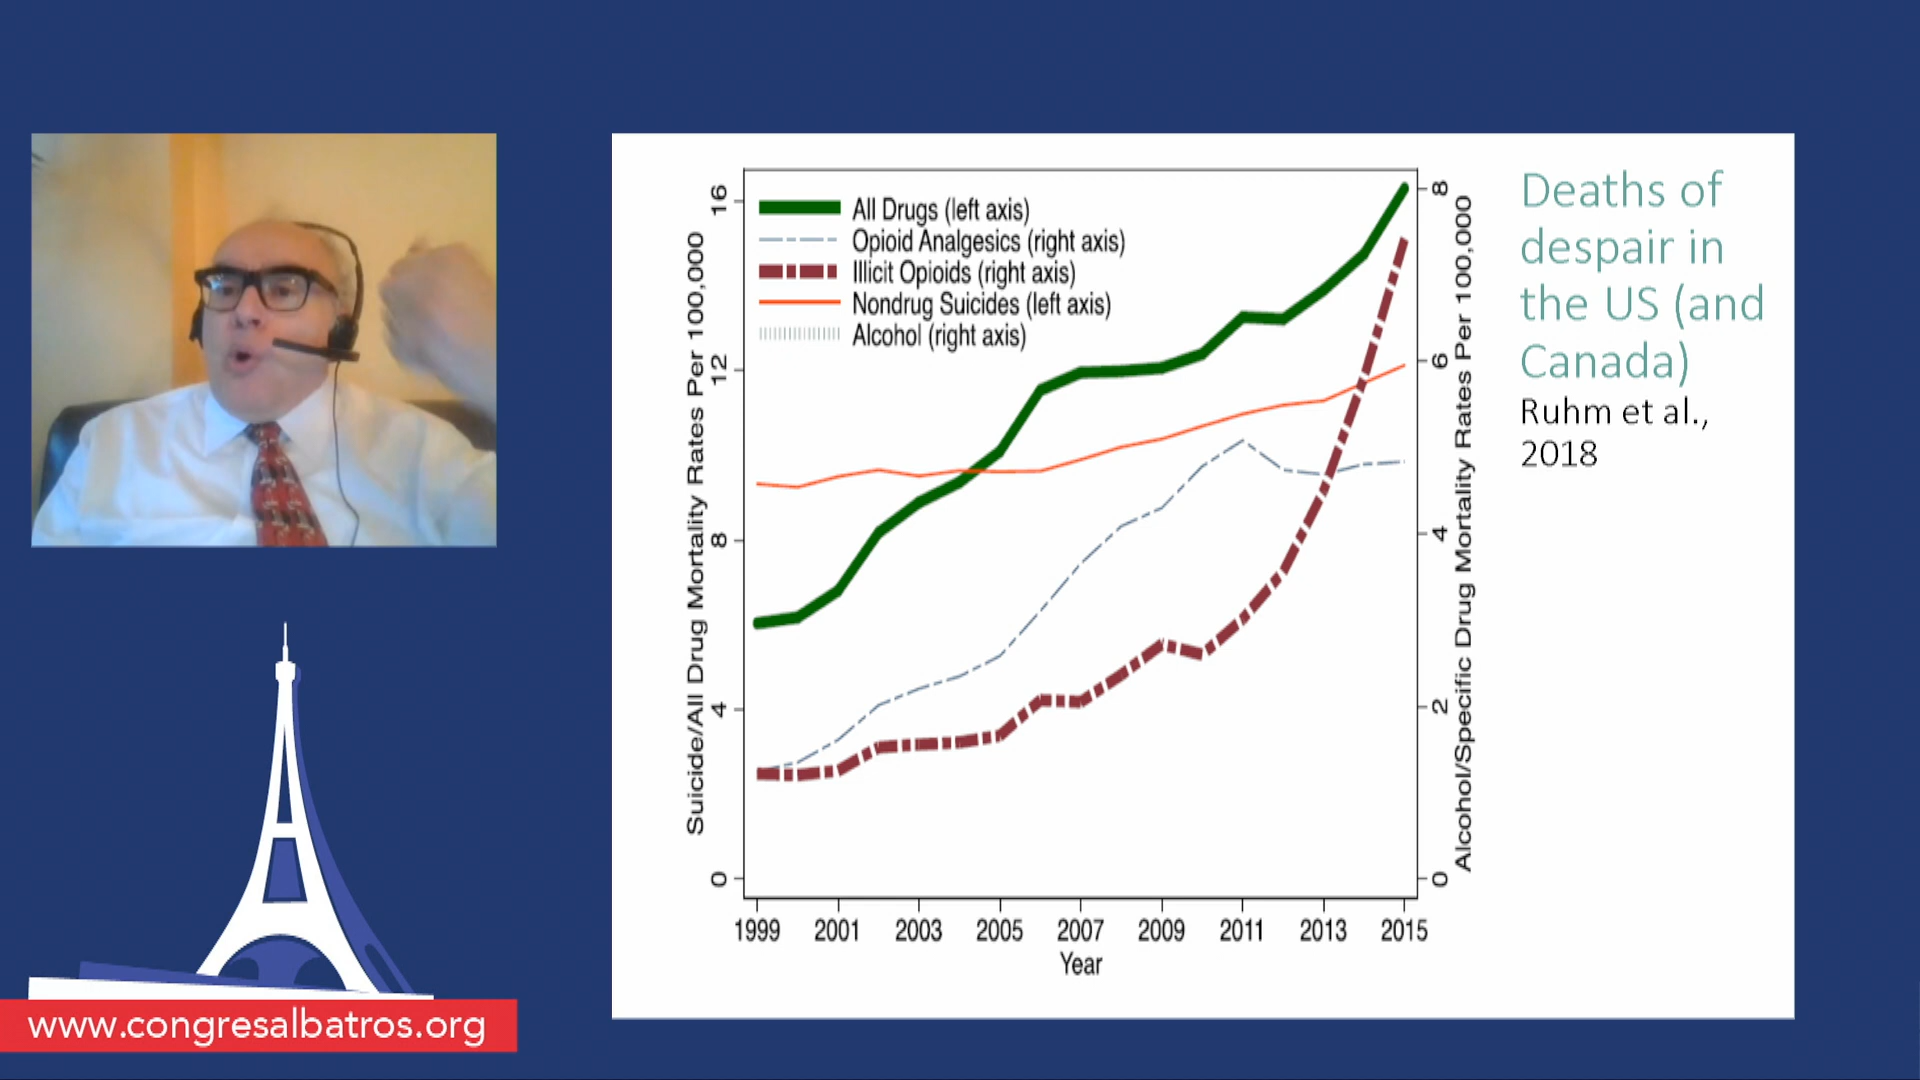 Deaths of
despair in
the US (and
Canada)
Ruhm et al.,
2018
All Drugs (left axis)
Opioid Analgesics (right axis)
Illicit Opioids (right axis)
Nondrug Suicides (left axis)
Alcohol (right axis)
Suicide/All Drug Mortality Rates Per 100,000
16
12
8
4
0
Alcohol/Specific Drug Mortality Rates Per 100,000
8
6
4
2
0
1999 2001 2003 2005 2007 2009 2011 2013 2015
Year
www.congresalbatros.org